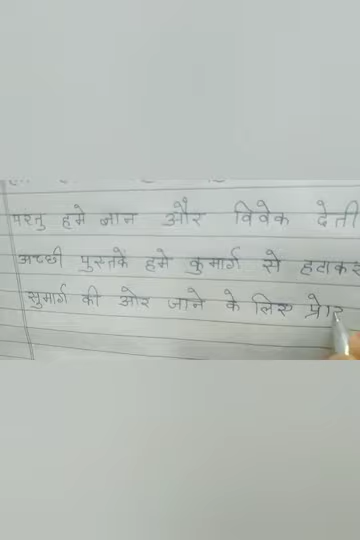 परन्तु हमे ज्ञान और विवेक देती
अच्छी पुस्तकें हमे कुमार्ग से हटाकर
सुमार्ग की ओर जाने के लिए